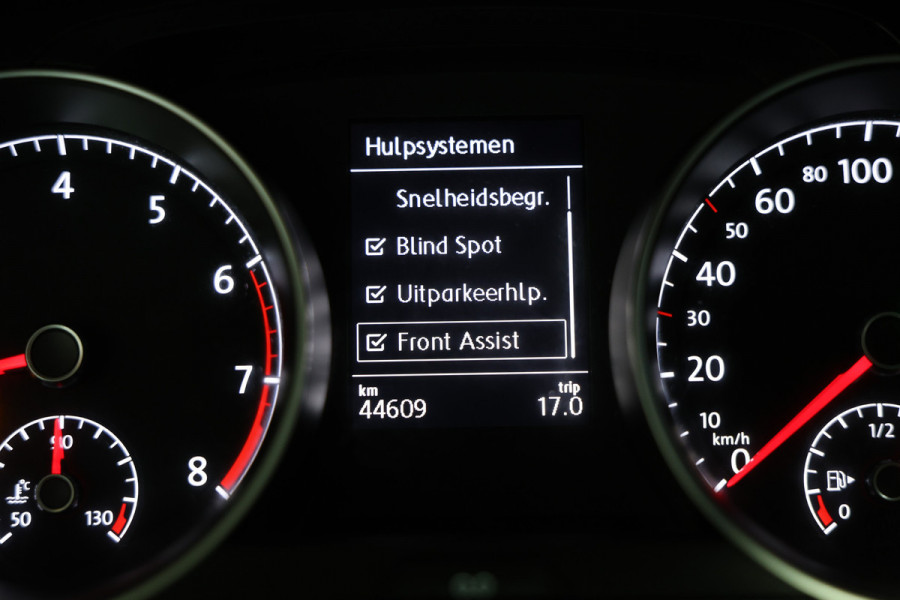 Hulpsystemen
Snelheidsbegr.
Blind Spot
Uitparkeerhlp.
Front Assist
km trip
44609 17.0
4
5
6
7
8
90
°C
50 130
100
80
60
50
40
30
20
10
km/h
0
1/2
0